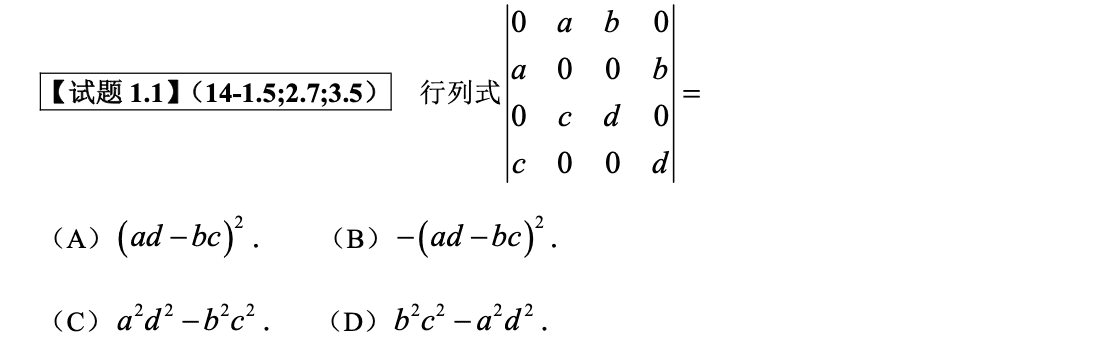 【试题 1.1】（14-1.5;2.7;3.5） 行列式
|0 a b 0|
|a 0 0 b|
|0 c d 0|
|c 0 0 d| =
（A）(ad−bc)². （B）−(ad−bc)².
（C）a²d²−b²c². （D）b²c²−a²d².